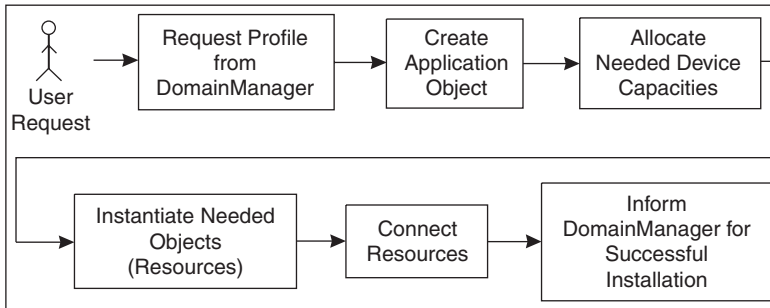 User
Request
Request Profile
from
DomainManager
Create
Application
Object
Allocate
Needed Device
Capacities
Instantiate Needed
Objects
(Resources)
Connect
Resources
Inform
DomainManager for
Successful
Installation